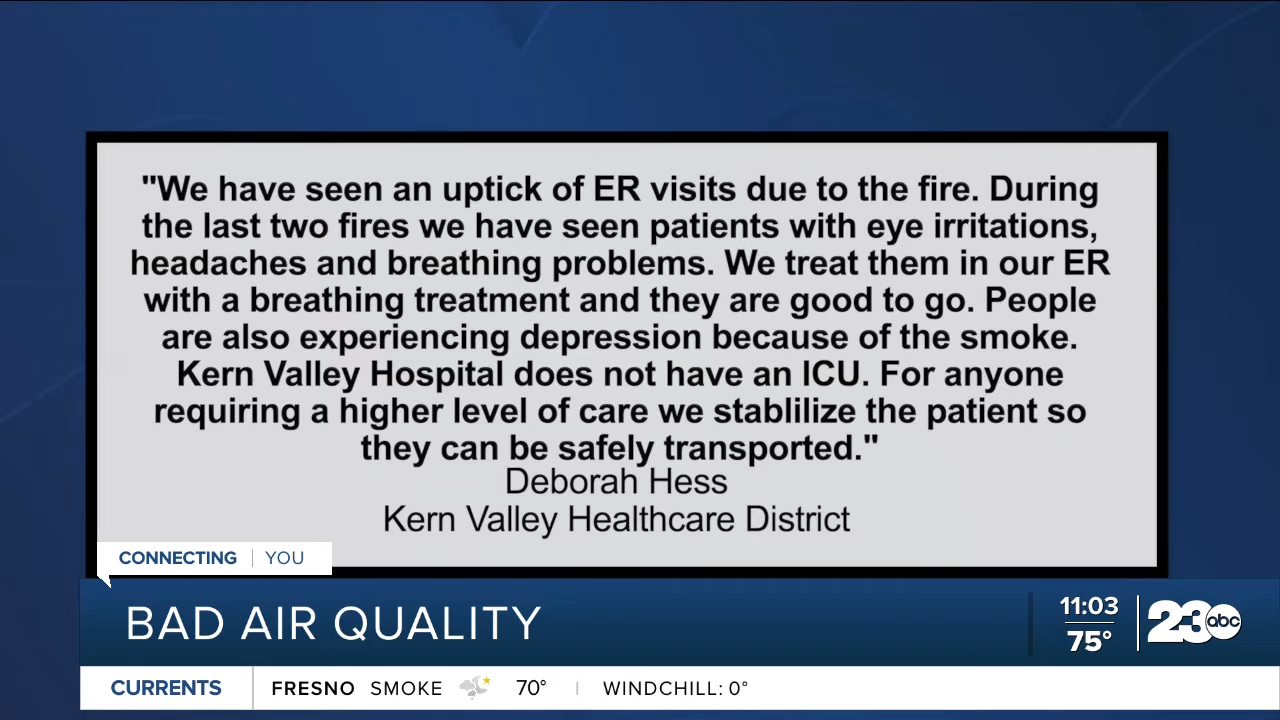 "We have seen an uptick of ER visits due to the fire. During
the last two fires we have seen patients with eye irritations,
headaches and breathing problems. We treat them in our ER
with a breathing treatment and they are good to go. People
are also experiencing depression because of the smoke.
Kern Valley Hospital does not have an ICU. For anyone
requiring a higher level of care we stablilize the patient so
they can be safely transported."
Deborah Hess
Kern Valley Healthcare District
CONNECTING | YOU
BAD AIR QUALITY
11:03
75°
23 abc
CURRENTS
FRESNO SMOKE 70° | WINDCHILL: 0°